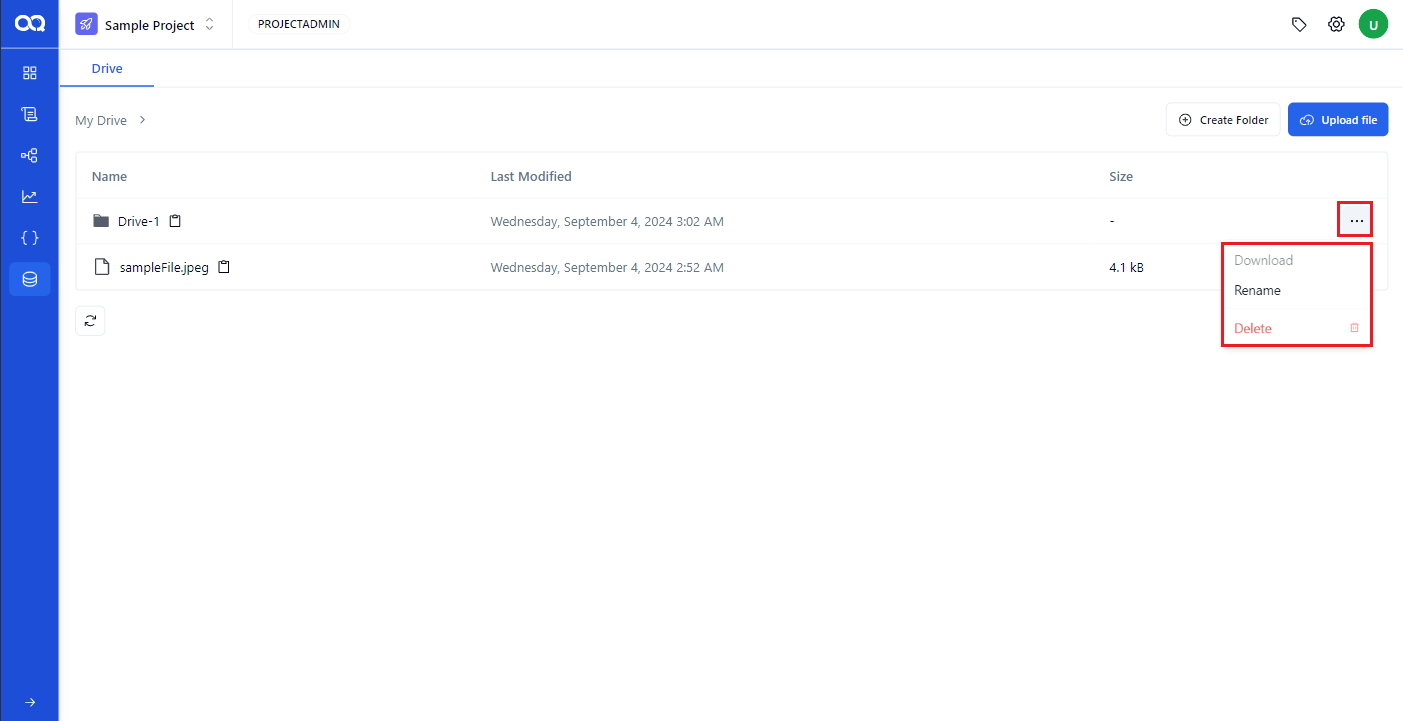 Sample Project
PROJECTADMIN
U
Drive
My Drive
Create Folder
Upload file
Name Last Modified Size
Drive-1 Wednesday, September 4, 2024 3:02 AM - ...
sampleFile.jpeg Wednesday, September 4, 2024 2:52 AM 4.1 kB
Download
Rename
Delete